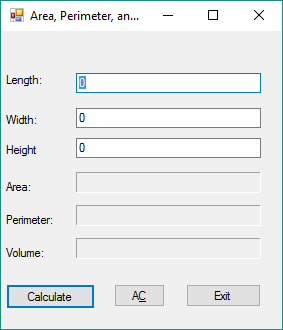 Area, Perimeter, an...
Length: 0
Width: 0
Height 0
Area:
Perimeter:
Volume:
Calculate AC Exit